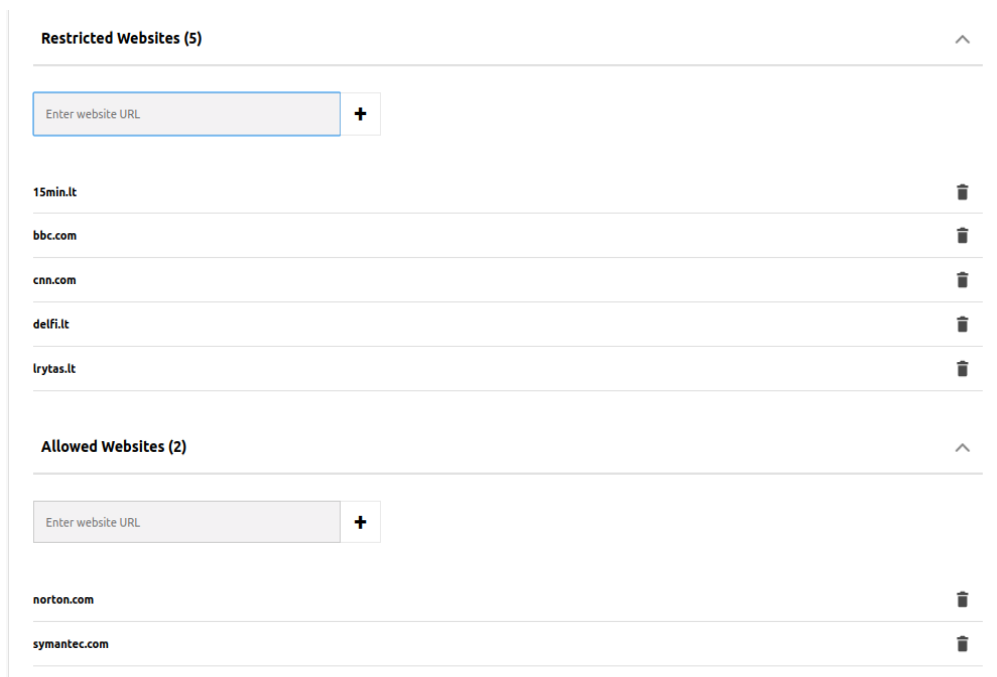 Restricted Websites (5)
Enter website URL
15min.lt
bbc.com
cnn.com
delfi.lt
lrytas.lt
Allowed Websites (2)
Enter website URL
norton.com
symantec.com